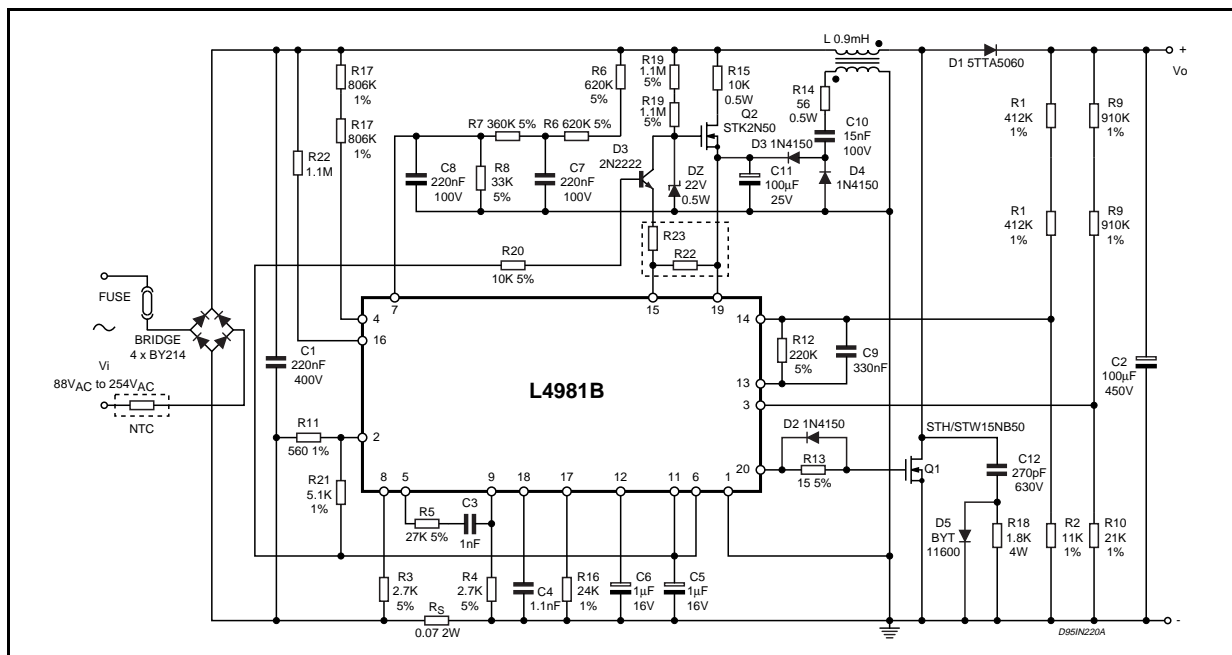 L 0.9mH
+
D1 5TTA5060
Vo
R17
806K
1%
R6
620K
5%
R19
1.1M
5%
R15
10K
0.5W
R14
56
0.5W
R19
1.1M
5%
Q2
STK2N50
R1
412K
1%
R9
910K
1%
R17
806K
1%
R7 360K 5%
R6 620K 5%
C10
15nF
100V
D3 1N4150
R22
1.1M
C8
220nF
100V
R8
33K
5%
C7
220nF
100V
D3
2N2222
DZ
22V
0.5W
C11
100µF
25V
D4
1N4150
R1
412K
1%
R9
910K
1%
R23
R20
10K 5%
R22
7
15
19
FUSE
BRIDGE
4 x BY214
4
16
14
C1
220nF
400V
R12
220K
5%
C9
330nF
C2
100µF
450V
Vi
88VAC to 254VAC
NTC
L4981B
13
3
R11
560 1%
2
D2 1N4150
STH/STW15NB50
R13
15 5%
20
Q1
C12
270pF
630V
R21
5.1K
1%
8
5
9
18
17
12
11
6
1
R5
27K 5%
C3
1nF
D5
BYT
11600
R18
1.8K
4W
R2
11K
1%
R10
21K
1%
R3
2.7K
5%
R4
2.7K
5%
C4
1.1nF
R16
24K
1%
C6
1µF
16V
C5
1µF
16V
RS
0.07 2W
-
D95IN220A